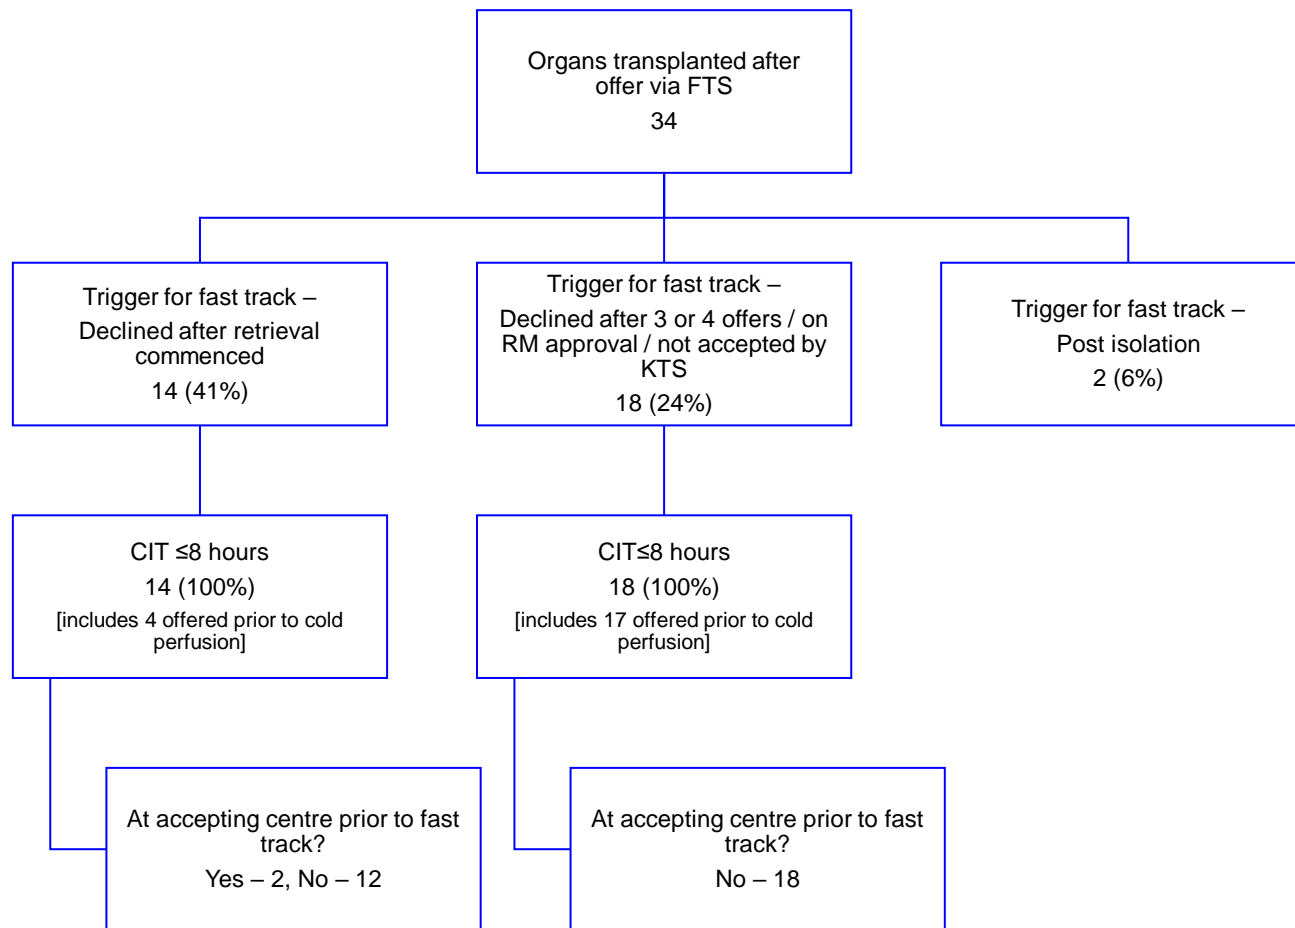 Organs transplanted after
offer via FTS
34
Trigger for fast track –
Declined after retrieval
commenced
14 (41%)
Trigger for fast track –
Declined after 3 or 4 offers / on
RM approval / not accepted by
KTS
18 (24%)
Trigger for fast track –
Post isolation
2 (6%)
CIT ≤8 hours
14 (100%)
[includes 4 offered prior to cold
perfusion]
CIT≤8 hours
18 (100%)
[includes 17 offered prior to cold
perfusion]
At accepting centre prior to fast
track?
Yes – 2, No – 12
At accepting centre prior to fast
track?
No – 18